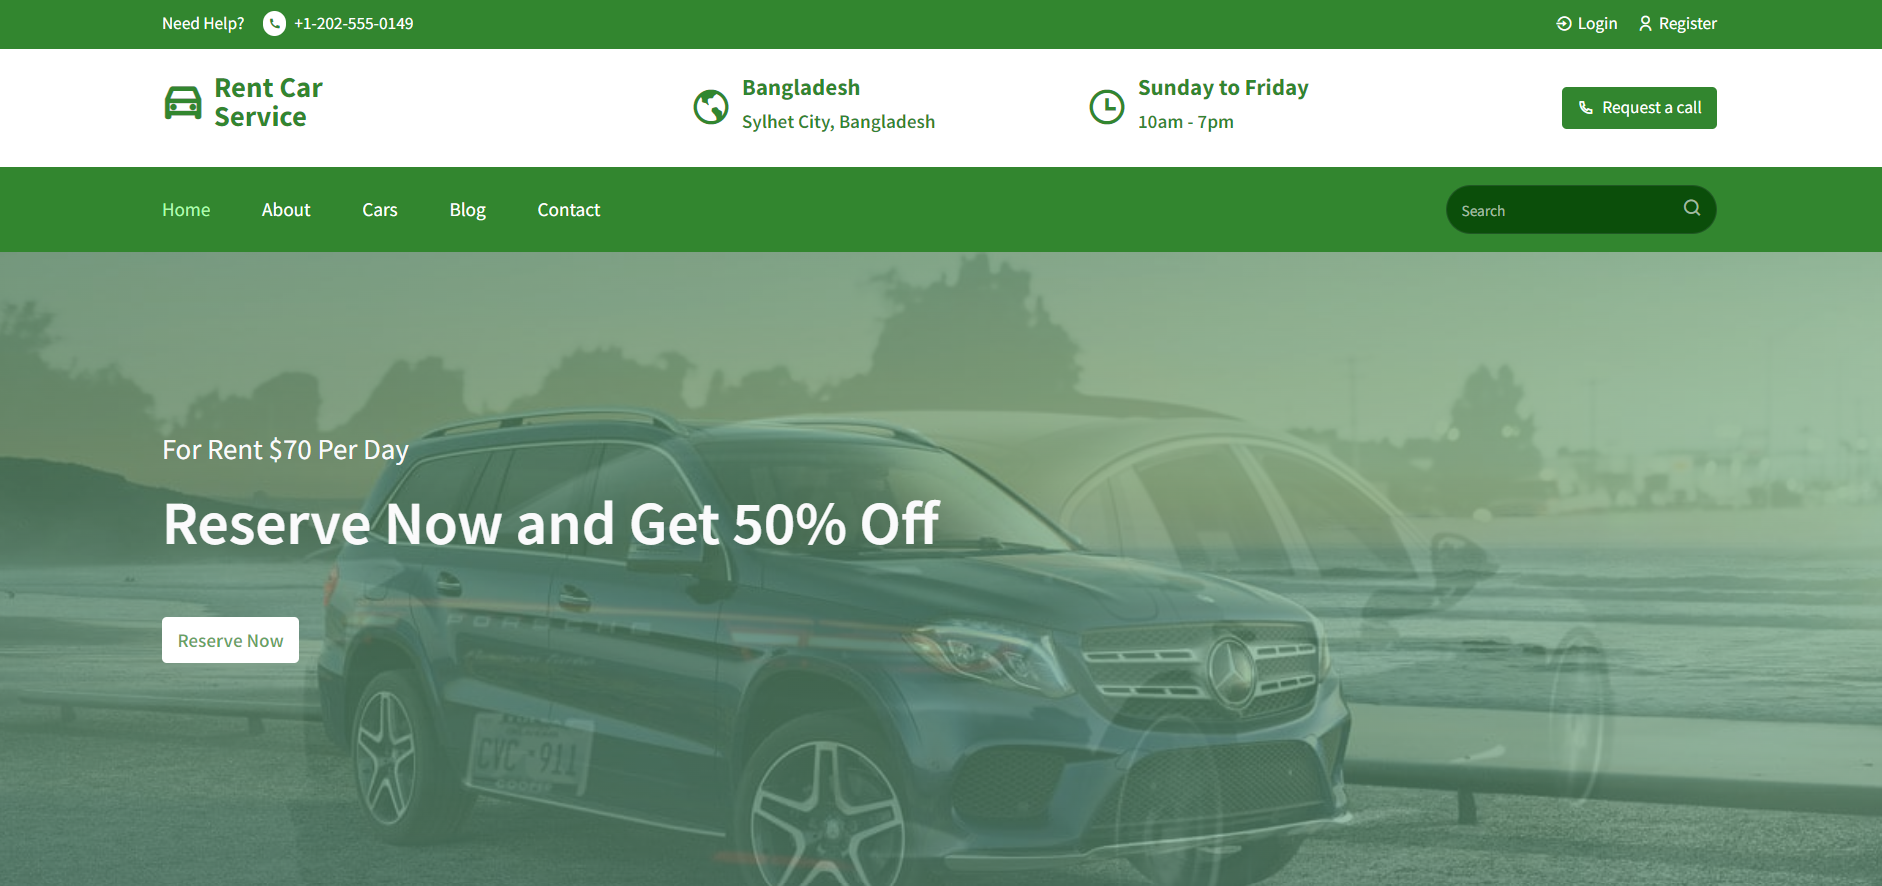 Need Help? +1-202-555-0149
Login Register
Rent Car
Service
Bangladesh
Sylhet City, Bangladesh
Sunday to Friday
10am - 7pm
Request a call
Home About Cars Blog Contact
Search
For Rent $70 Per Day
Reserve Now and Get 50% Off
Reserve Now
PORSCHE
CVC·911
COOPER